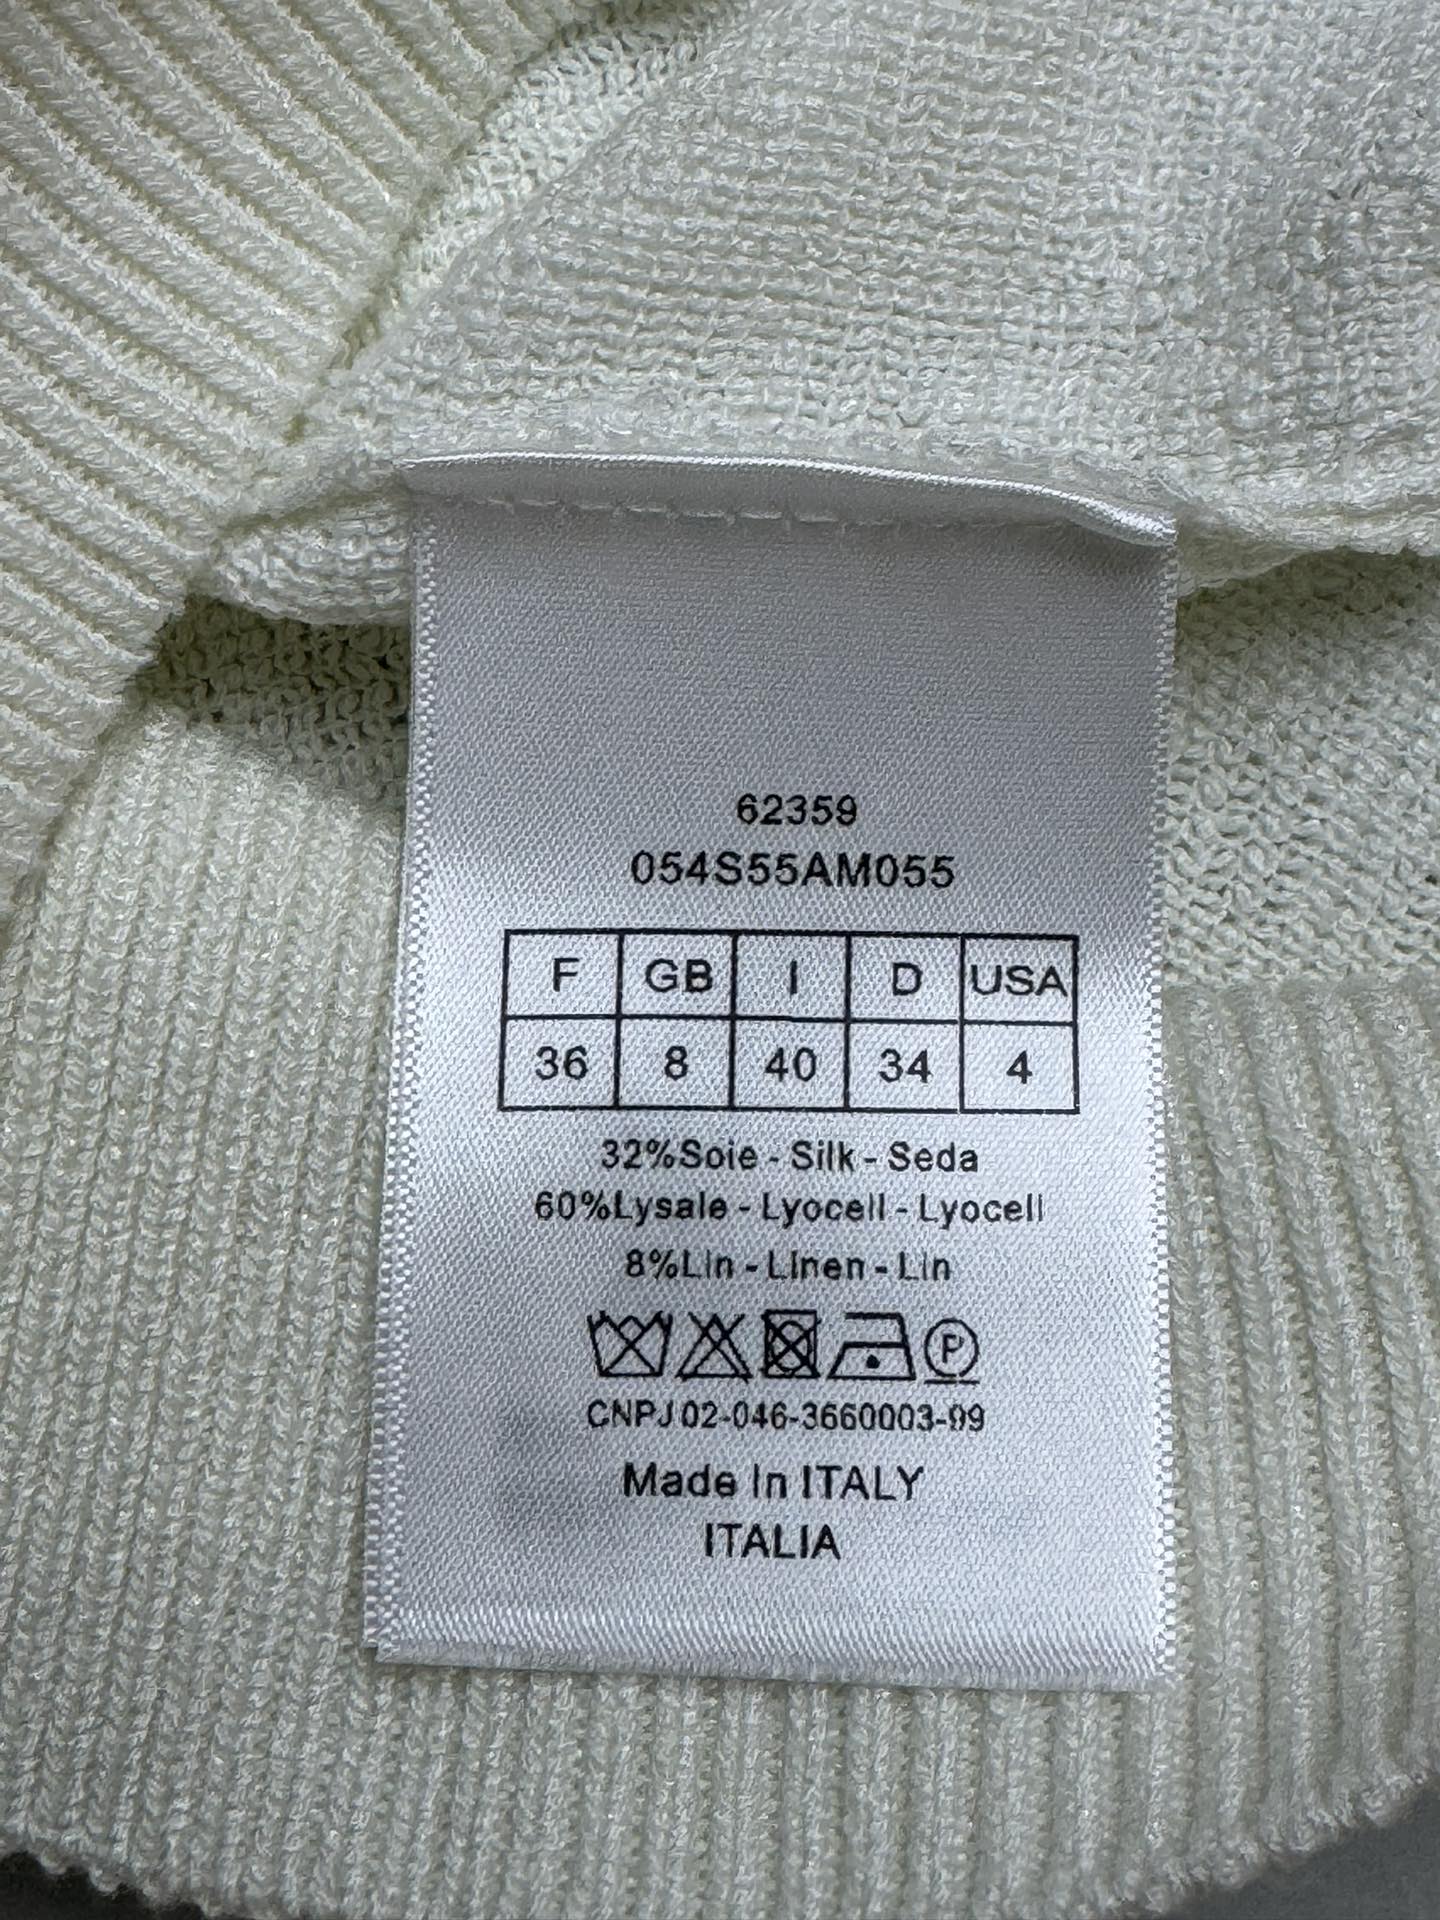 62359
054S55AM055
F GB I D USA
36 8 40 34 4
32%Soie - Silk - Seda
60%Lysale - Lyocell - Lyocell
8%Lin - Linen - Lin
P
CNPJ 02-046-3660003-99
Made In ITALY
ITALIA